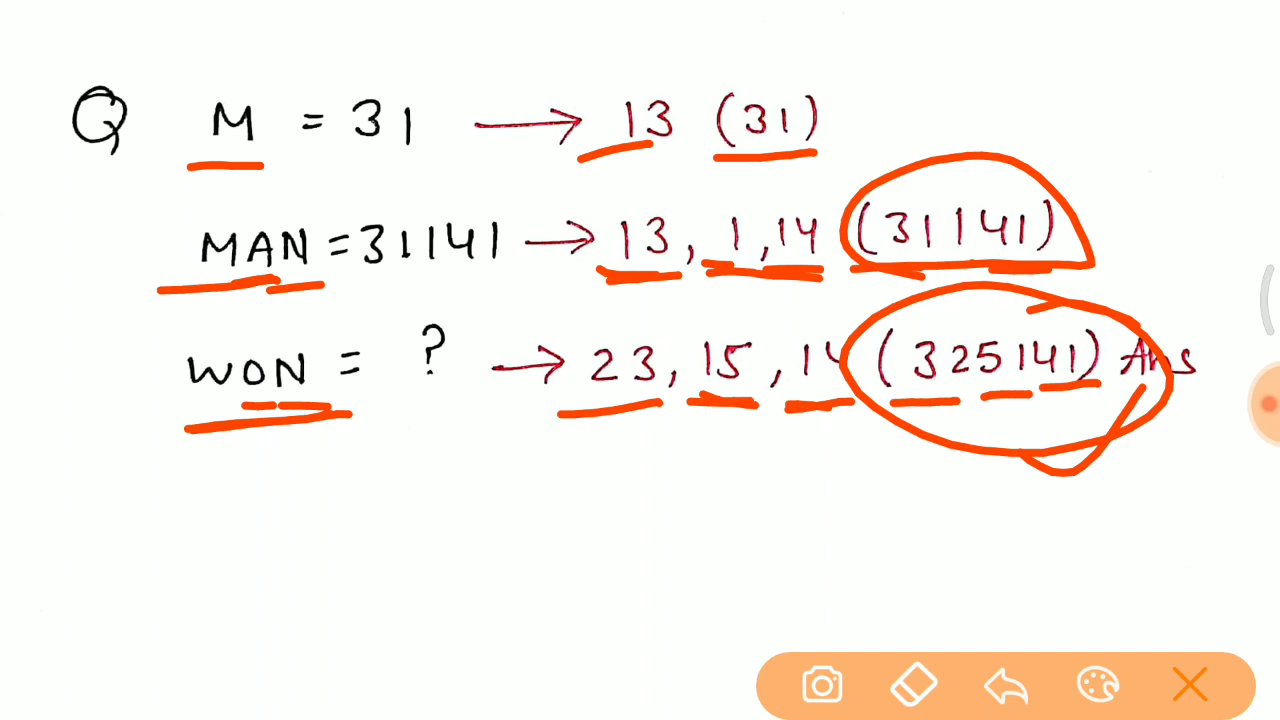 Q M = 31 → 13 (31)
MAN = 31141 → 13, 1, 14 (31141)
WON = ? → 23, 15, 14 (325141) Ans